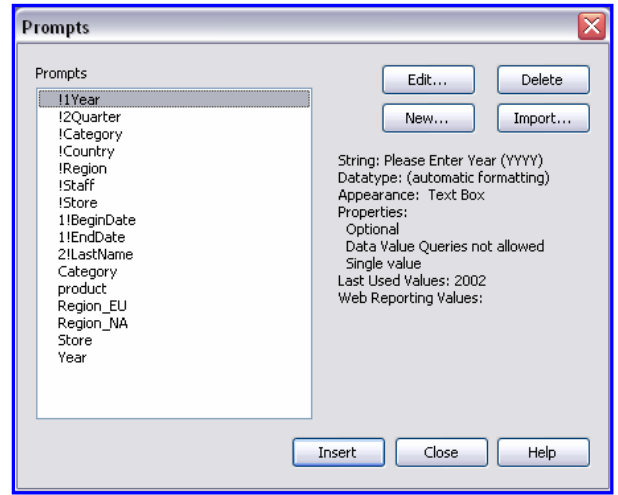 Prompts
Prompts
!1Year
!2Quarter
!Category
!Country
!Region
!Staff
!Store
1!BeginDate
1!EndDate
2!LastName
Category
product
Region_EU
Region_NA
Store
Year
Edit...
Delete
New...
Import...
String: Please Enter Year (YYYY)
Datatype: (automatic formatting)
Appearance: Text Box
Properties:
Optional
Data Value Queries not allowed
Single value
Last Used Values: 2002
Web Reporting Values:
Insert
Close
Help